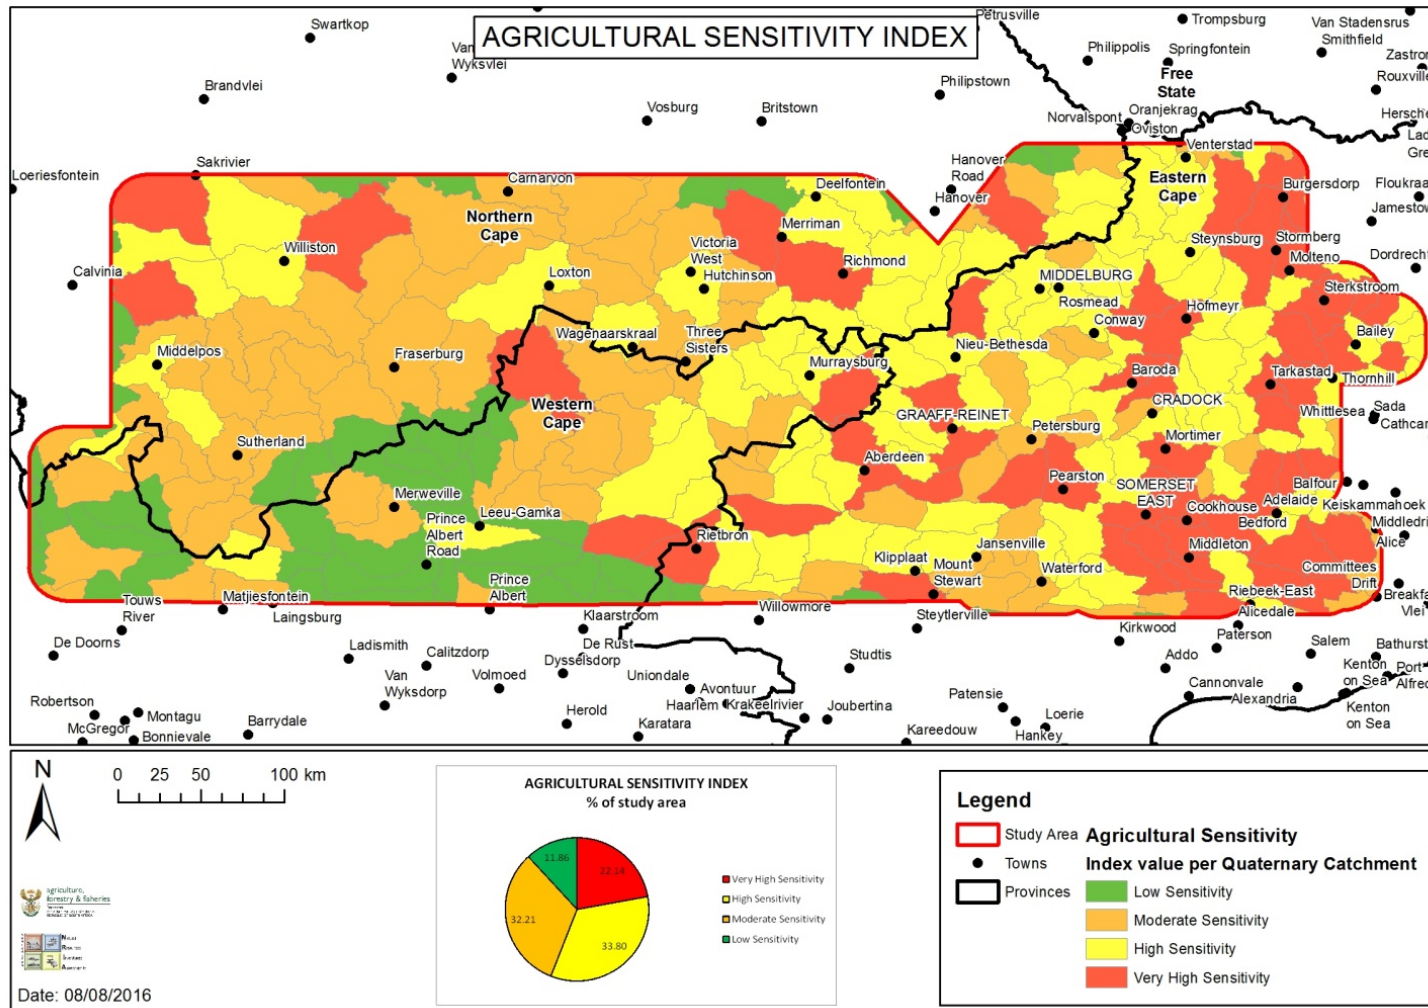 AGRICULTURAL SENSITIVITY INDEX
Swartkop
Van
Wyksvlei
Petrusville
Trompsburg
Van Stadensrus
Smithfield
Philippolis
Springfontein
Free
State
Rouxville
Brandvlei
Vosburg
Britstown
Philipstown
Oranjekrag
Norvalspont
Oviston
Venterstad
Loeriesfontein
Sakrivier
Carnarvon
Deelfontein
Hanover
Road
Hanover
Eastern
Cape
Burgersdorp
Northern
Cape
Merriman
Steynsburg
Stormberg
Molteno
Calvinia
Williston
Victoria
West
Hutchinson
Richmond
Loxton
MIDDELBURG
Rosmead
Hofmeyr
Sterkstroom
Conway
Bailey
Middelpos
Fraserburg
Wagenaarskraal
Three
Sisters
Murraysburg
Nieu-Bethesda
Baroda
Tarkastad
Thornhill
Western
Cape
GRAAFF-REINET
CRADOCK
Whittlesea
Sada
Sutherland
Petersburg
Mortimer
Aberdeen
Pearston
SOMERSET
EAST
Balfour
Merweville
Leeu-Gamka
Prince
Albert
Road
Cookhouse
Adelaide
Bedford
Keiskammahoek
Alice
Rietbron
Klipplaat
Mount
Stewart
Jansenville
Waterford
Middleton
Committees
Drift
Touws
River
Matjiesfontein
Laingsburg
Prince
Albert
Klaarstroom
Willowmore
Steytlerville
Riebeek-East
Alicedale
De Doorns
Ladismith
Calitzdorp
De Rust
Dysselsdorp
Studtis
Kirkwood
Paterson
Addo
Salem
Bathurst
Van
Wyksdorp
Volmoed
Uniondale
Avontuur
Haarlem
Krakeelrivier
Joubertina
Patensie
Cannonvale
Alexandria
Kenton
on Sea
Port
Robertson
Montagu
McGregor
Bonnievale
Barrydale
Herold
Karatara
Kareedouw
Loerie
Hankey
Kenton
on Sea
N
0 25 50 100 km
agriculture,
forestry & fisheries
Date: 08/08/2016
AGRICULTURAL SENSITIVITY INDEX
% of study area
11.86
22.14
32.21
33.80
Very High Sensitivity
High Sensitivity
Moderate Sensitivity
Low Sensitivity
Legend
Study Area
Towns
Provinces
Agricultural Sensitivity
Index value per Quaternary Catchment
Low Sensitivity
Moderate Sensitivity
High Sensitivity
Very High Sensitivity